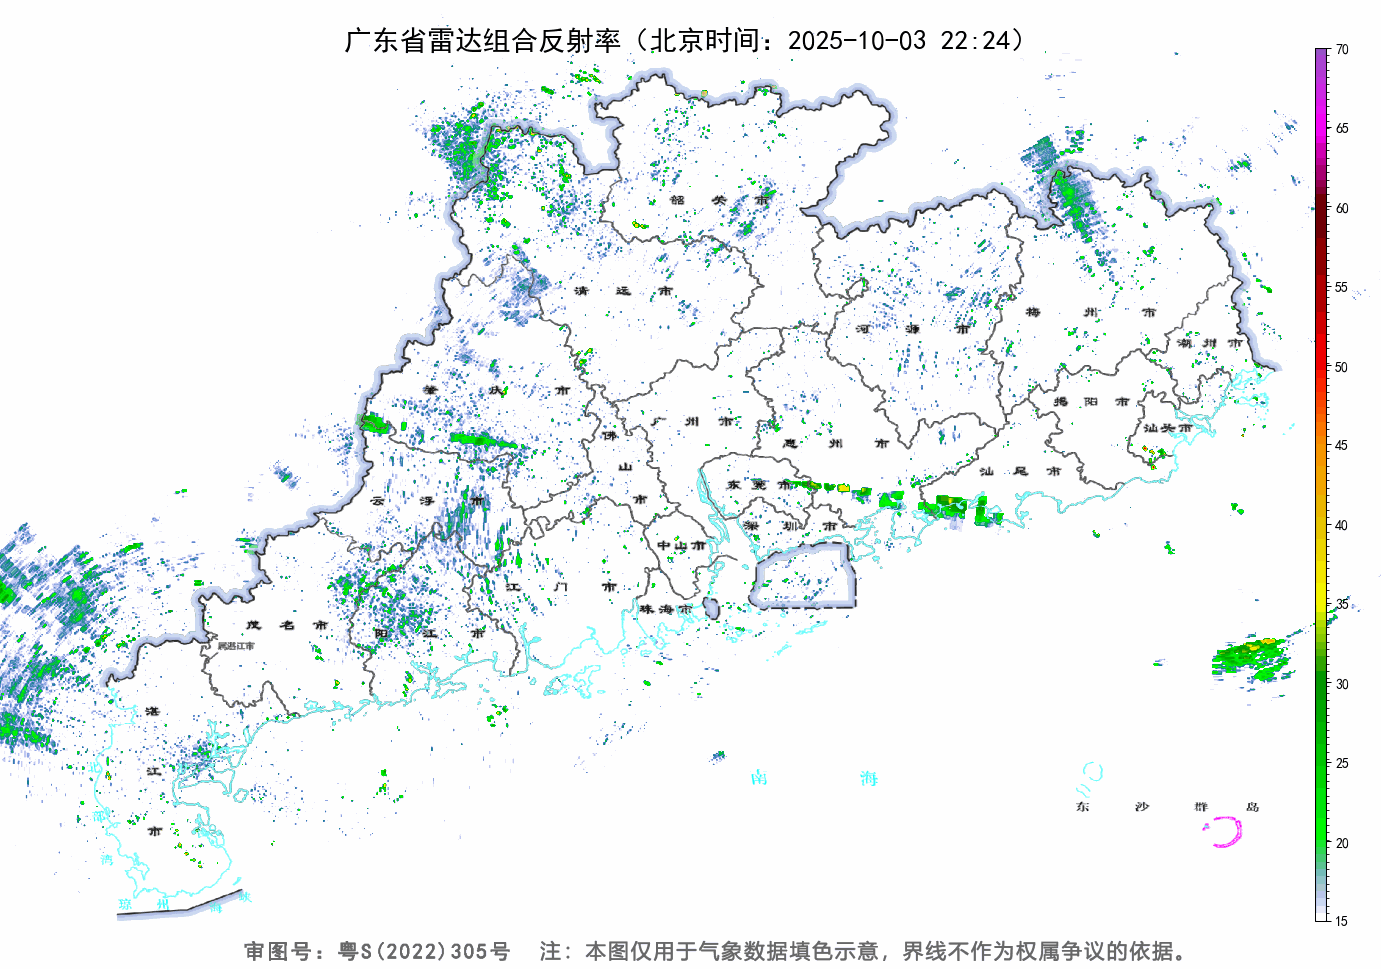 广东省雷达组合反射率（北京时间：2025-10-03 22:24）
70
65
60
55
50
45
40
35
30
25
20
15
韶关市
清远市
河源市
梅州市
潮州市
肇庆市
广州市
佛山市
惠州市
揭阳市
汕头市
汕尾市
云浮市
东莞市
深圳市
中山市
江门市
珠海市
茂名市
阳江市
属湛江市
湛江市
南海
东沙群岛
湾
琼州海峡
审图号：粤S(2022)305号 注：本图仅用于气象数据填色示意，界线不作为权属争议的依据。